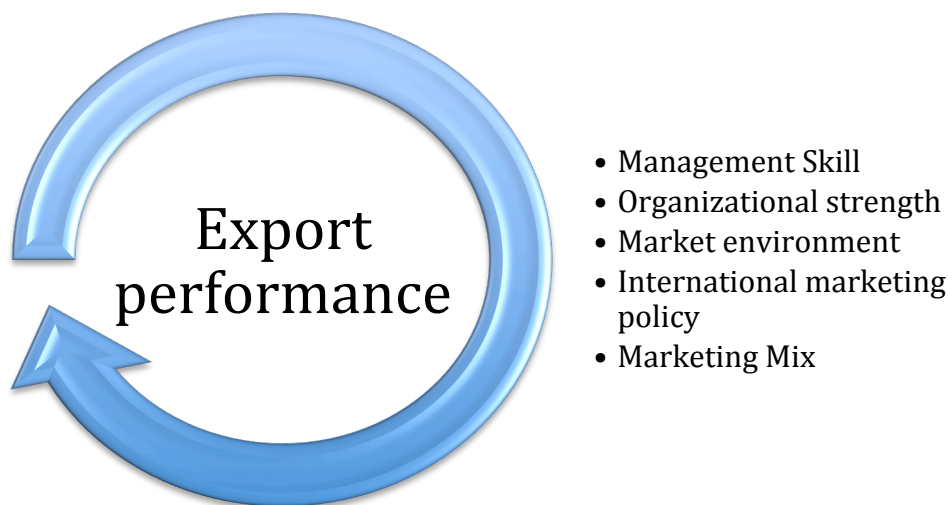 Export
performance
• Management Skill
• Organizational strength
• Market environment
• International marketing
policy
• Marketing Mix